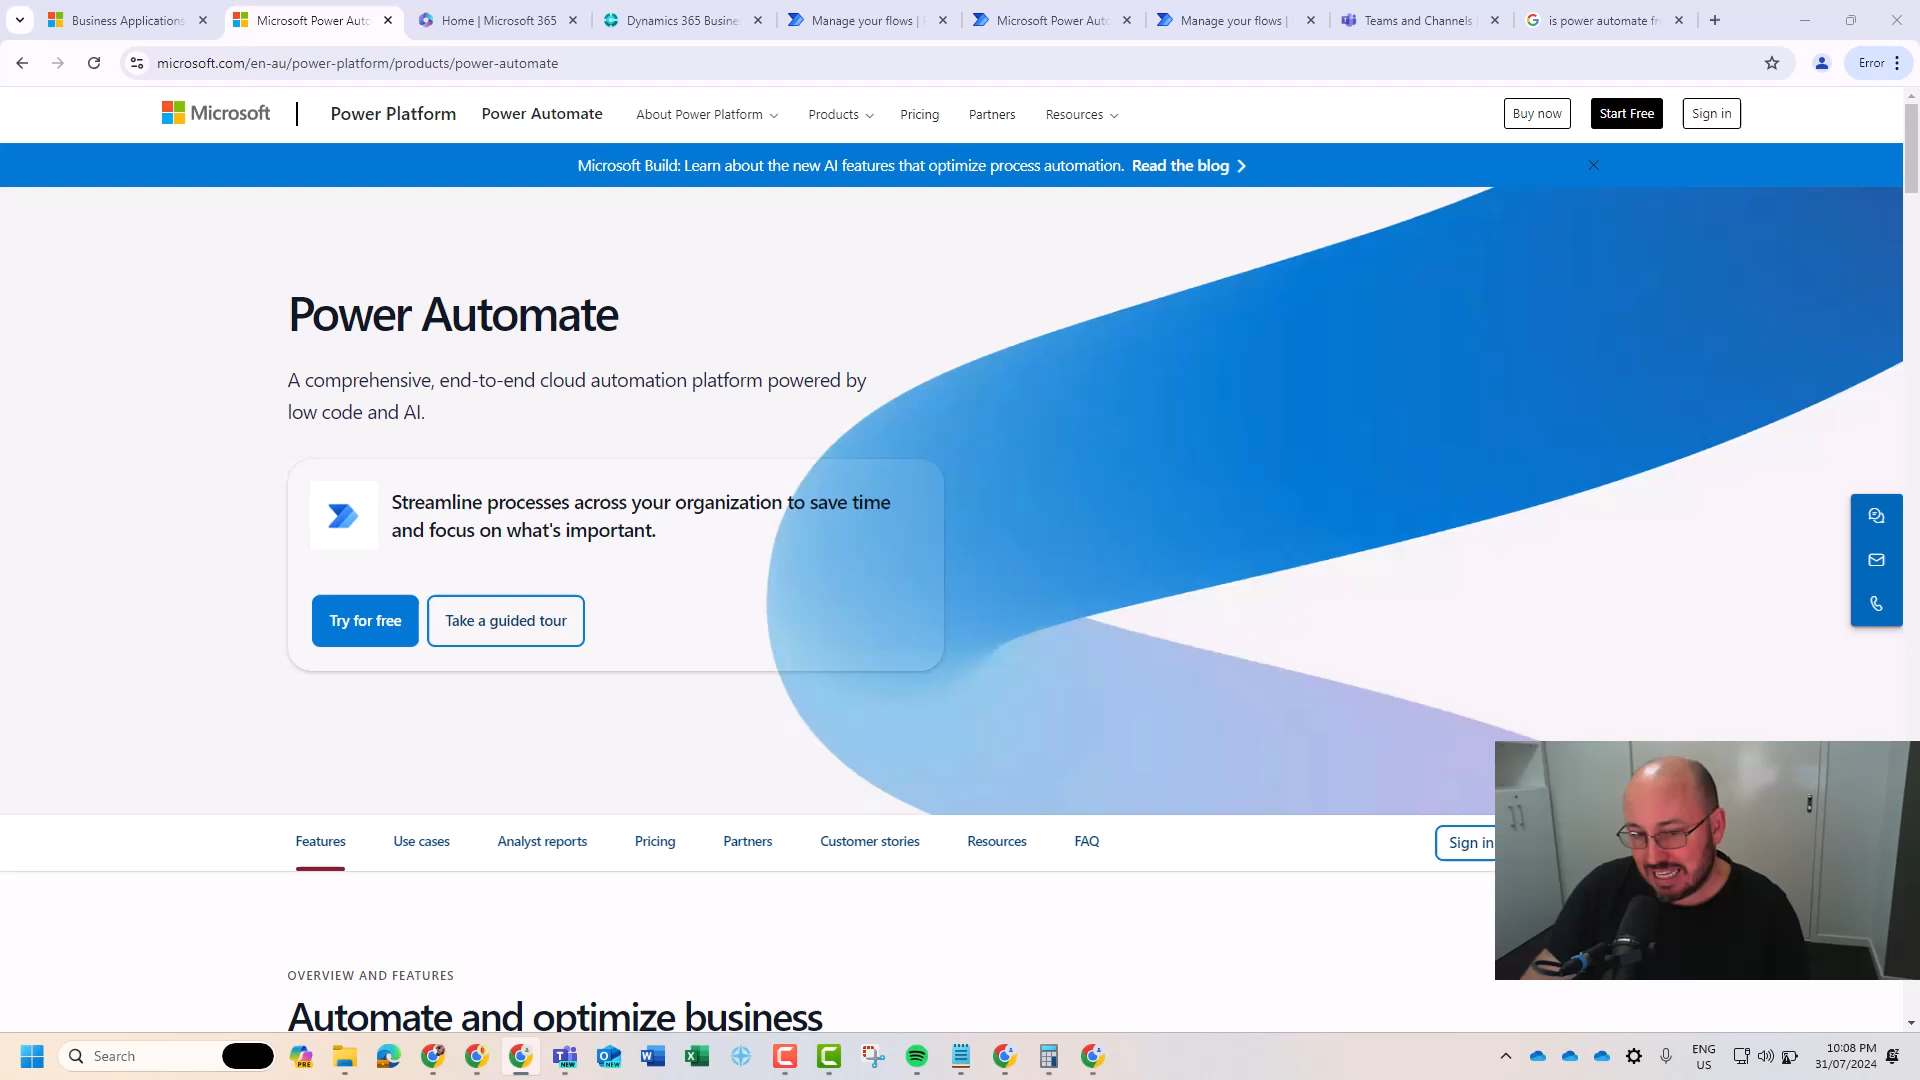 Business Applications
Microsoft Power Auto
Home | Microsoft 365
Dynamics 365 Busine
Manage your flows |
Microsoft Power Auto
Manage your flows |
Teams and Channels
is power automate fr
microsoft.com/en-au/power-platform/products/power-automate
Error
Microsoft
Power Platform
Power Automate
About Power Platform
Products
Pricing
Partners
Resources
Buy now
Start Free
Sign in
Microsoft Build: Learn about the new AI features that optimize process automation. Read the blog
Power Automate
A comprehensive, end-to-end cloud automation platform powered by
low code and AI.
Streamline processes across your organization to save time
and focus on what's important.
Try for free
Take a guided tour
Features
Use cases
Analyst reports
Pricing
Partners
Customer stories
Resources
FAQ
Sign in
OVERVIEW AND FEATURES
Automate and optimize business
Search
PRE
NEW
NEW
ENG
US
10:08 PM
31/07/2024